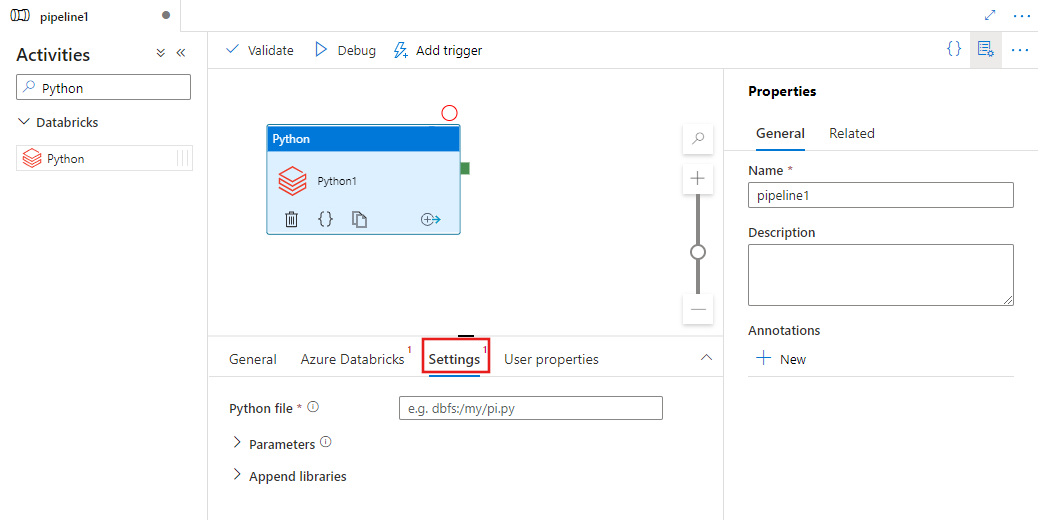 pipeline1
Activities
Python
Databricks
Python
Validate
Debug
Add trigger
{}
Python
Python1
{}
General
Azure Databricks 1
Settings 1
User properties
Python file *
e.g. dbfs:/my/pi.py
Parameters
Append libraries
Properties
General
Related
Name *
pipeline1
Description
Annotations
New